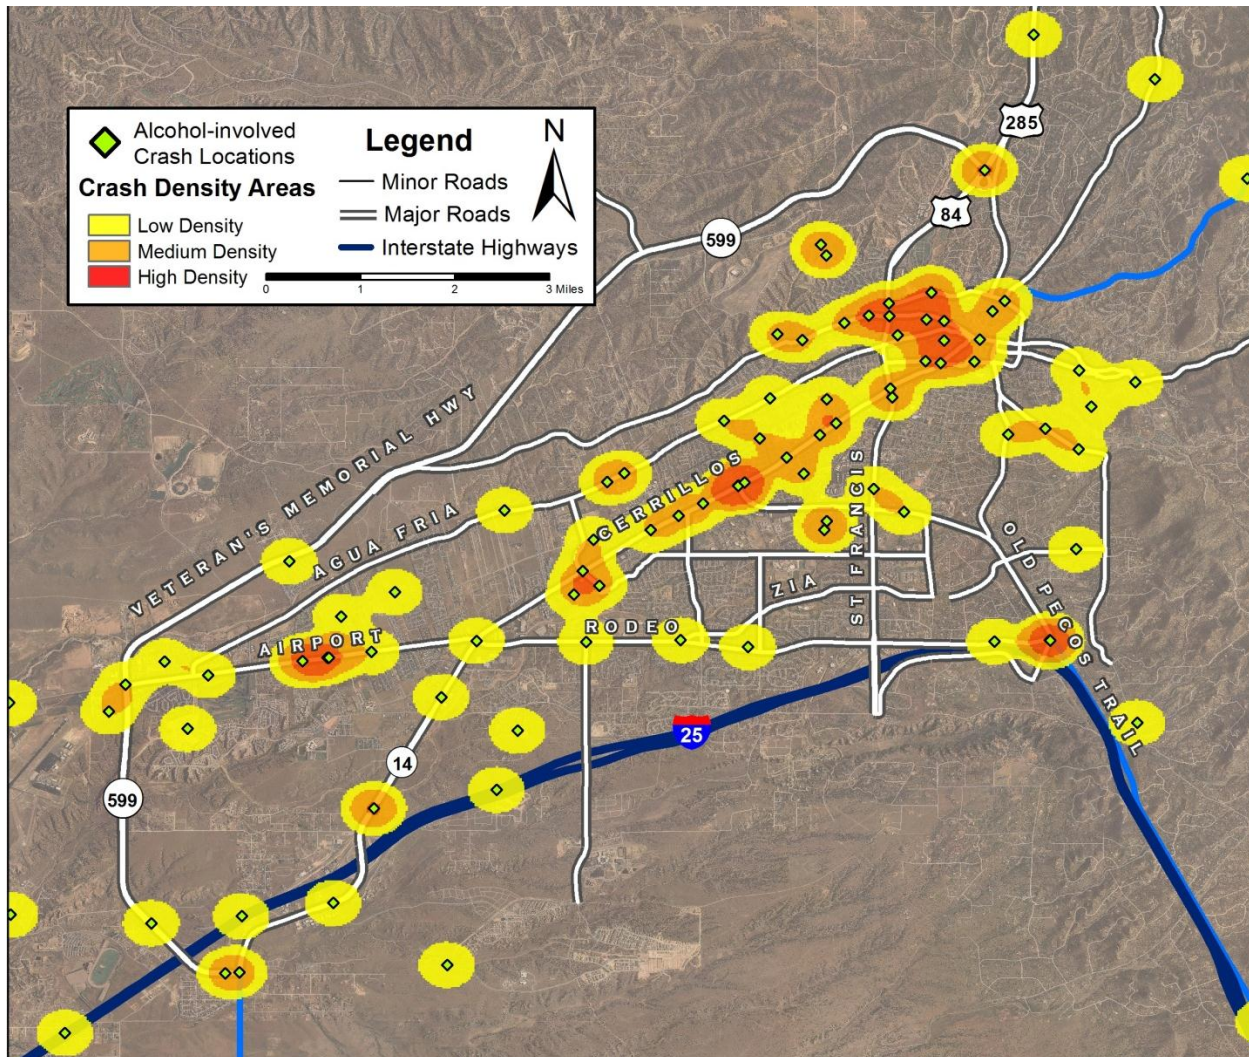 Alcohol-involved
Crash Locations
Crash Density Areas
Low Density
Medium Density
High Density
Legend
Minor Roads
Major Roads
Interstate Highways
N
0 1 2 3 Miles
285
84
599
VETERAN'S MEMORIAL HWY
AGUA FRIA
CERRILLOS
ST FRANCIS
OLD PECOS TRAIL
ZIA
RODEO
AIRPORT
25
14
599